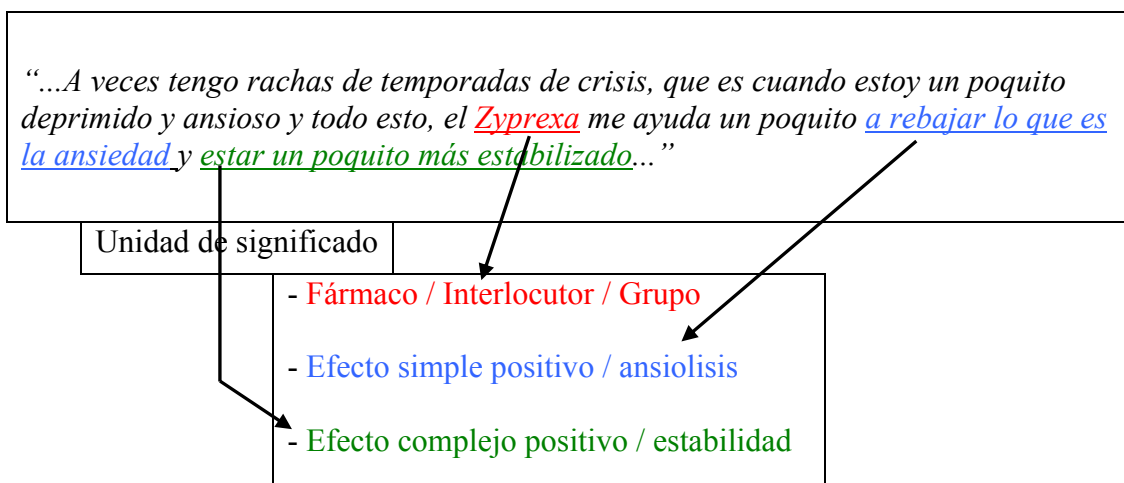 “...A veces tengo rachas de temporadas de crisis, que es cuando estoy un poquito
deprimido y ansioso y todo esto, el Zyprexa me ayuda un poquito a rebajar lo que es
la ansiedad y estar un poquito más estabilizado...”
Unidad de significado
- Fármaco / Interlocutor / Grupo
- Efecto simple positivo / ansiolisis
- Efecto complejo positivo / estabilidad